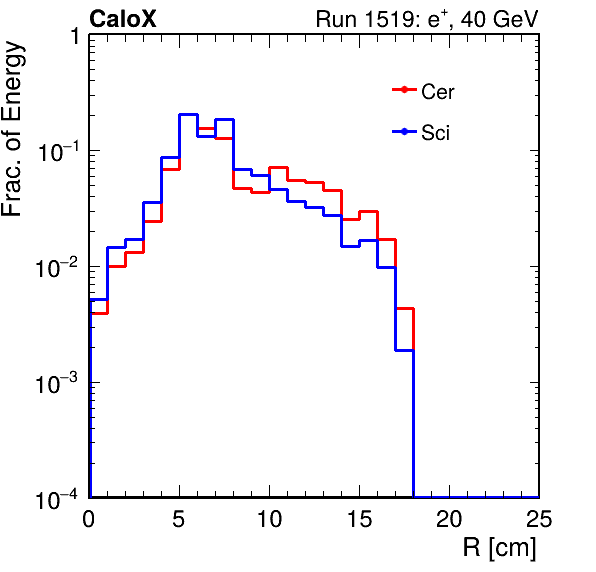 CaloX Run 1519: e⁺, 40 GeV
Frac. of Energy
1
10⁻¹
10⁻²
10⁻³
10⁻⁴
Cer
Sci
0 5 10 15 20 25
R [cm]